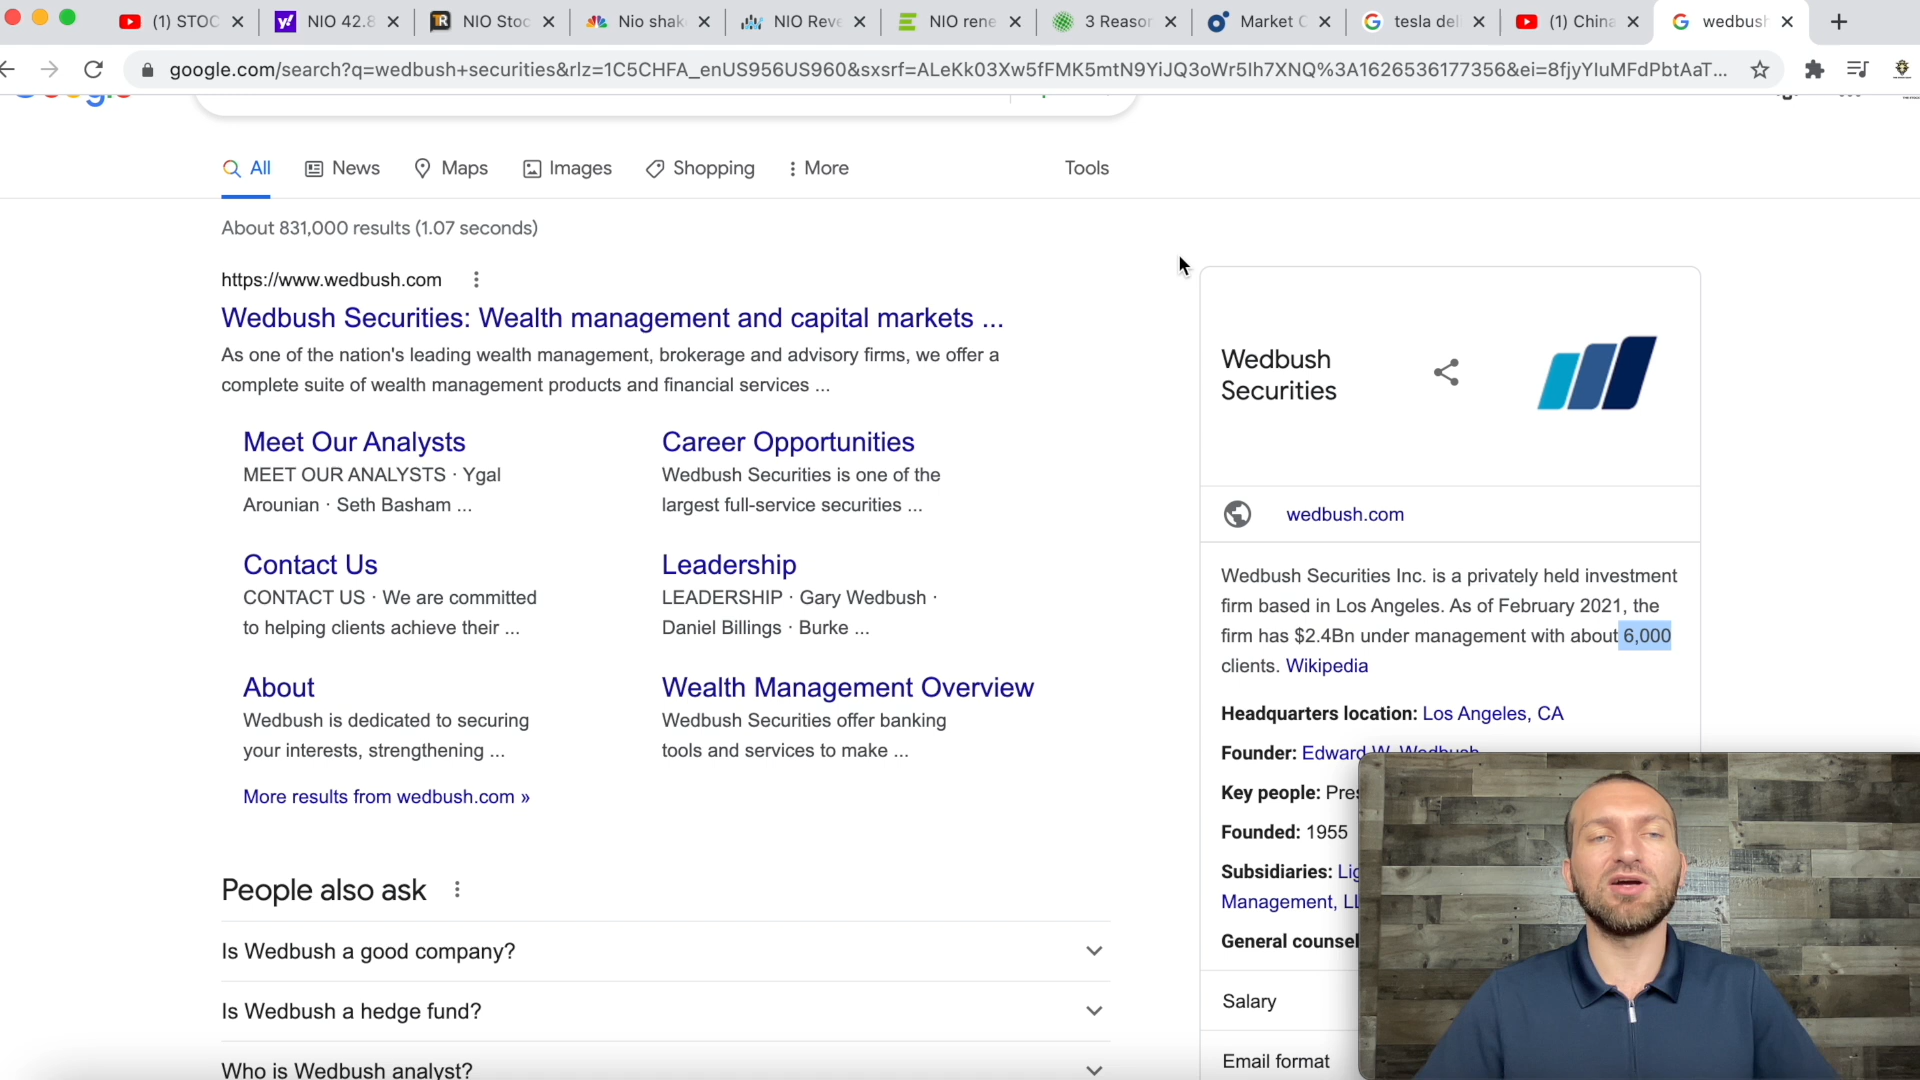 (1) STOC
NIO 42.8
NIO Stoc
Nio shak
NIO Reve
NIO rene
3 Reasor
Market C
tesla del
(1) China
wedbush
google.com/search?q=wedbush+securities&rlz=1C5CHFA_enUS956US960&sxsrf=ALeKk03Xw5fFMK5mtN9YiJQ3oWr5Ih7XNQ%3A1626536177356&ei=8fjyYIuMFdPbtAaT...
All
News
Maps
Images
Shopping
More
Tools
About 831,000 results (1.07 seconds)
https://www.wedbush.com
Wedbush Securities: Wealth management and capital markets ...
As one of the nation's leading wealth management, brokerage and advisory firms, we offer a
complete suite of wealth management products and financial services ...
Meet Our Analysts
MEET OUR ANALYSTS · Ygal
Arounian · Seth Basham ...
Career Opportunities
Wedbush Securities is one of the
largest full-service securities ...
Contact Us
CONTACT US · We are committed
to helping clients achieve their ...
Leadership
LEADERSHIP · Gary Wedbush ·
Daniel Billings · Burke ...
About
Wedbush is dedicated to securing
your interests, strengthening ...
Wealth Management Overview
Wedbush Securities offer banking
tools and services to make ...
More results from wedbush.com »
People also ask
Is Wedbush a good company?
Is Wedbush a hedge fund?
Who is Wedbush analyst?
Wedbush
Securities
wedbush.com
Wedbush Securities Inc. is a privately held investment
firm based in Los Angeles. As of February 2021, the
firm has $2.4Bn under management with about 6,000
clients. Wikipedia
Headquarters location: Los Angeles, CA
Founder: Edward W. Wedbush
Key people: Pres
Founded: 1955
Subsidiaries: Lig
Management, LL
General counsel
Salary
Email format